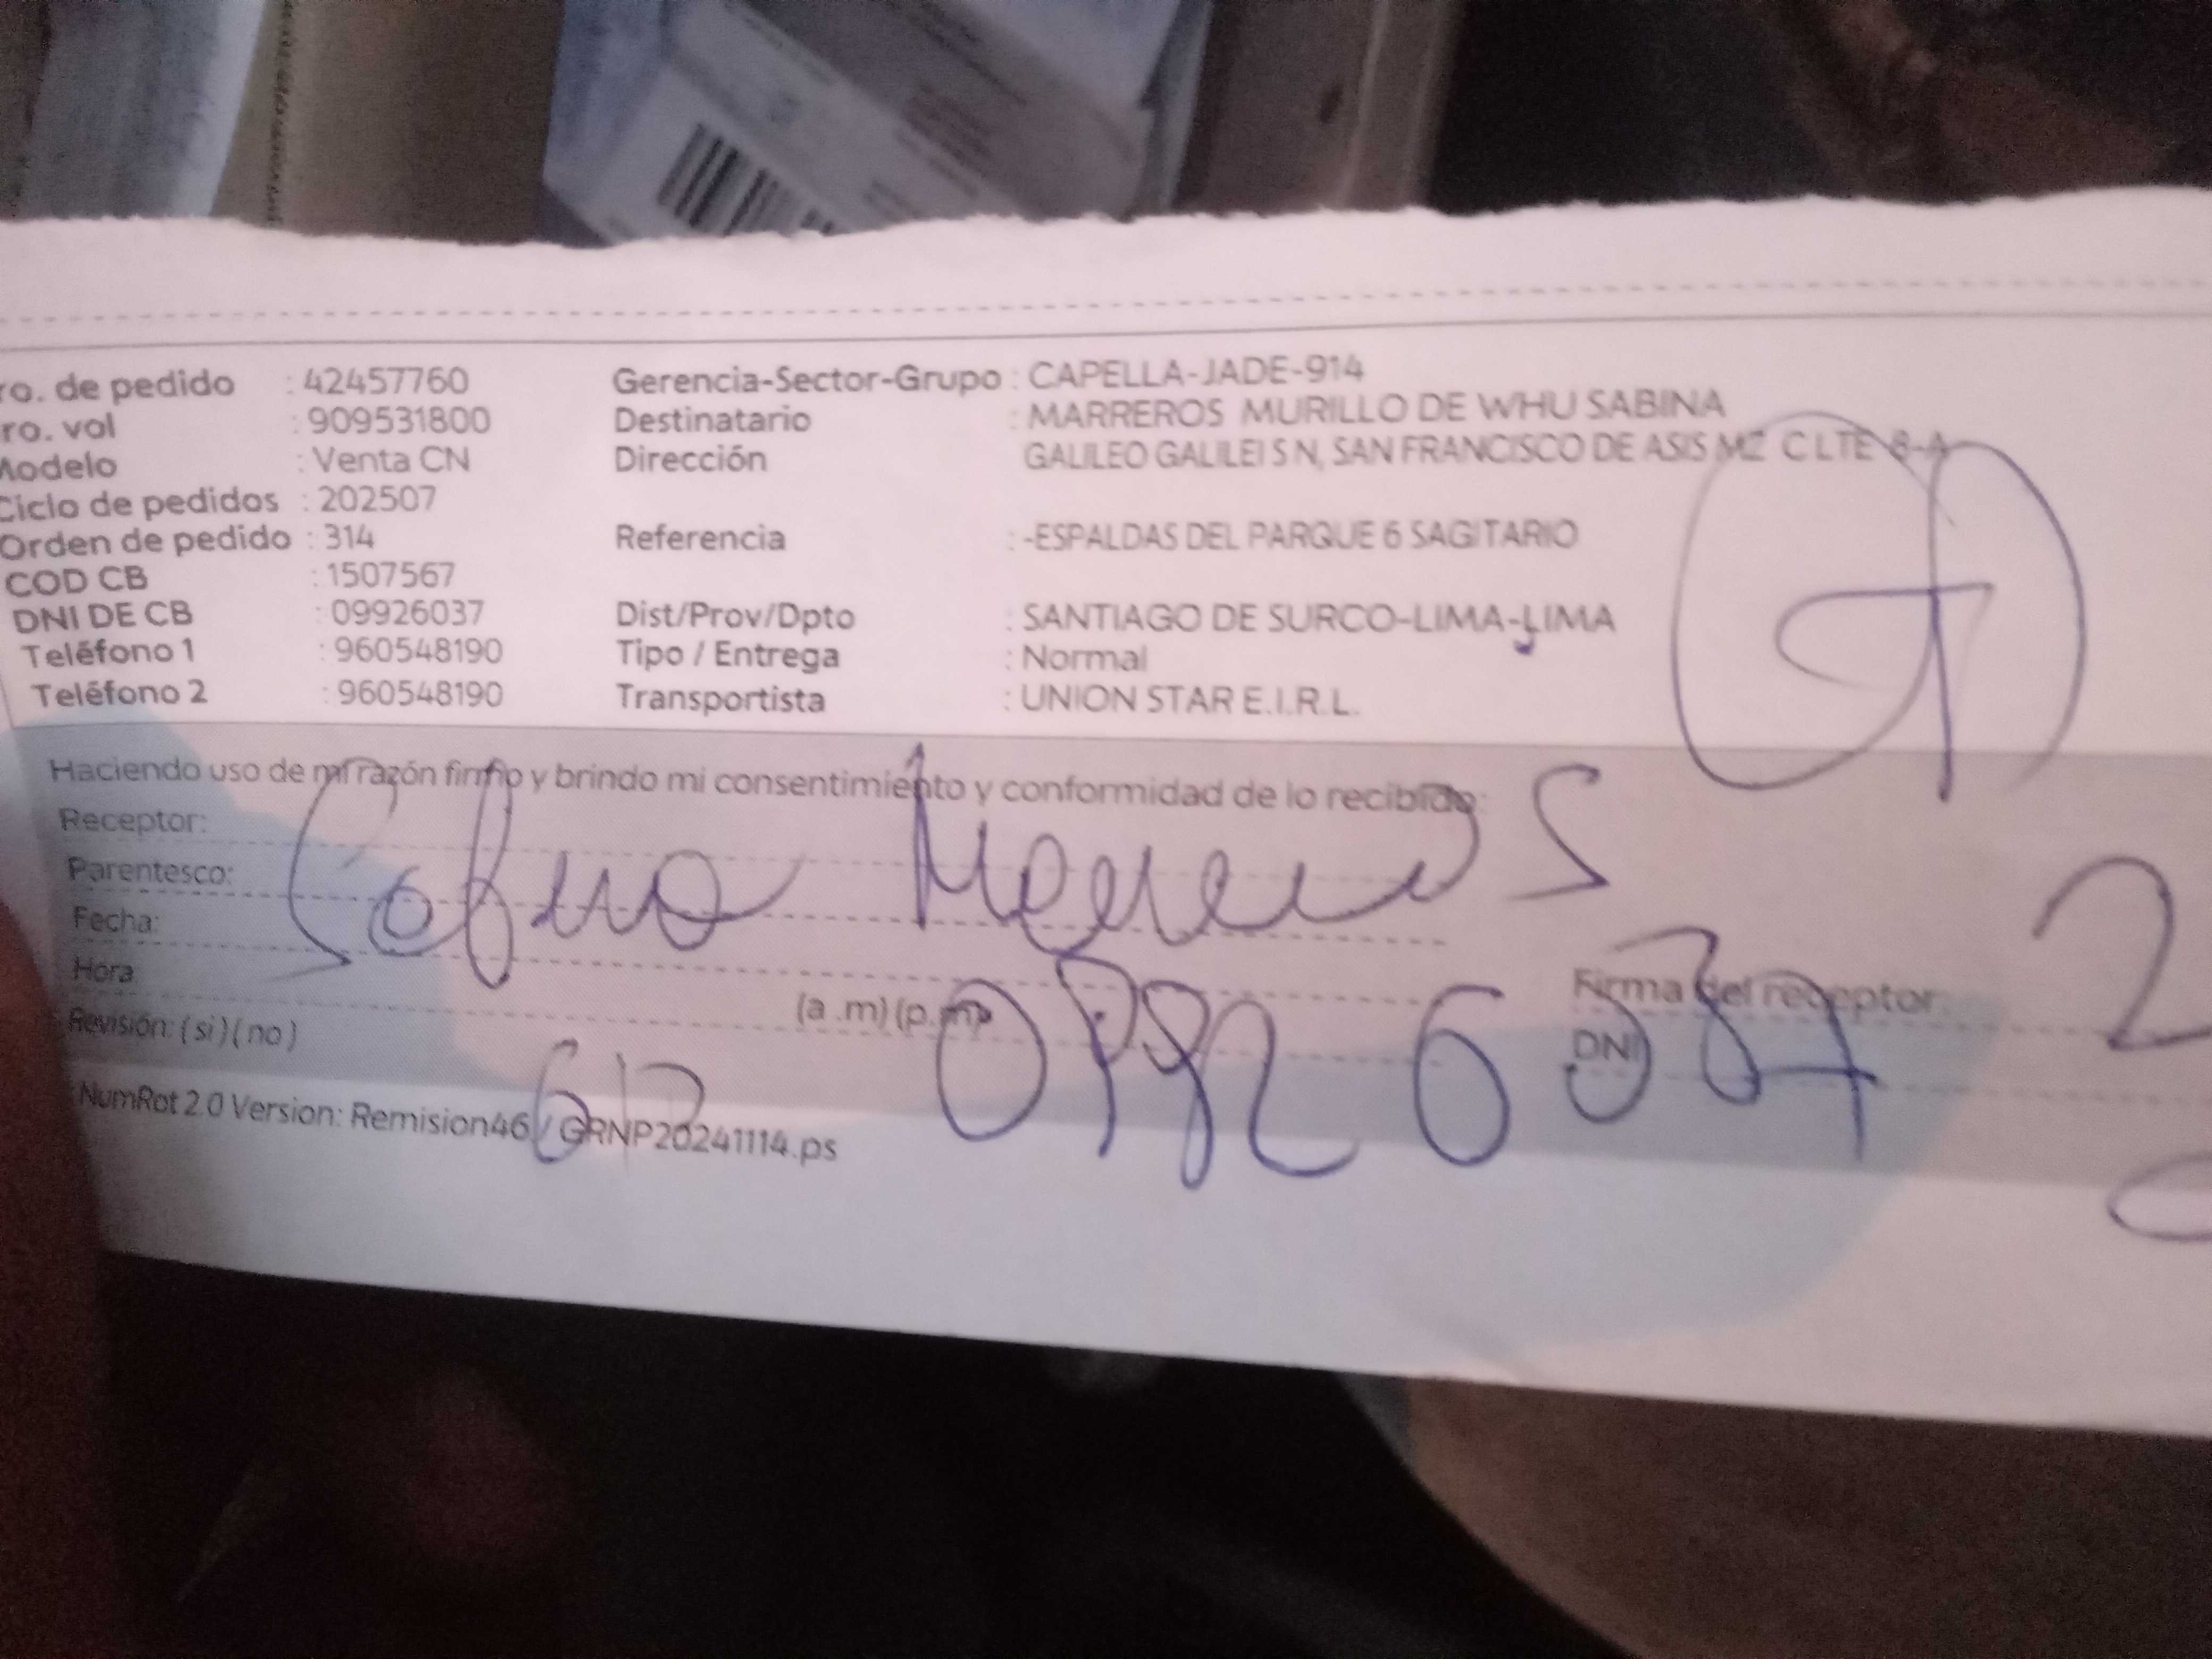 ro. de pedido : 42457760 Gerencia-Sector-Grupo : CAPELLA-JADE-914
ro. vol : 909531800 Destinatario : MARREROS MURILLO DE WHU SABINA
Modelo : Venta CN Dirección GALILEO GALILEI S N, SAN FRANCISCO DE ASIS MZ C LTE 8-A
Ciclo de pedidos : 202507
Orden de pedido : 314 Referencia : -ESPALDAS DEL PARQUE 6 SAGITARIO
COD CB : 1507567
DNI DE CB : 09926037 Dist/Prov/Dpto : SANTIAGO DE SURCO-LIMA-LIMA
Teléfono 1 : 960548190 Tipo / Entrega : Normal
Teléfono 2 : 960548190 Transportista : UNION STAR E.I.R.L.
Haciendo uso de mi razón firmo y brindo mi consentimiento y conformidad de lo recibido:
Receptor:
Parentesco:
Fecha:
Hora (a .m) (p.m) Firma del receptor:
Revisión: ( si ) ( no ) DNI
NumRot 2.0 Version: Remision46 / GRNP20241114.ps